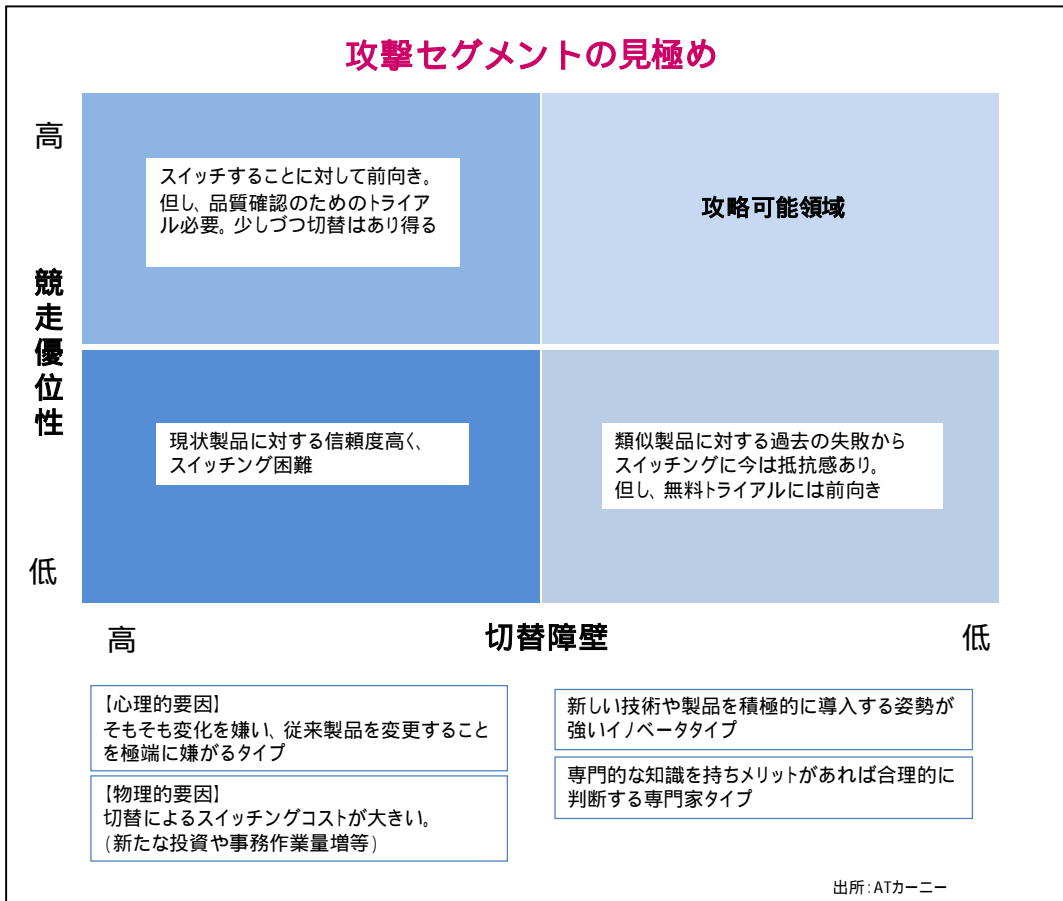 攻撃セグメントの見極め
高
スイッチすることに対して前向き。
但し、品質確認のためのトライア
ル必要。少しづつ切替はあり得る
攻略可能領域
競走優位性
現状製品に対する信頼度高く、
スイッチング困難
類似製品に対する過去の失敗から
スイッチングに今は抵抗感あり。
但し、無料トライアルには前向き
低
高
切替障壁
低
【心理的要因】
そもそも変化を嫌い、従来製品を変更すること
を極端に嫌がるタイプ
【物理的要因】
切替によるスイッチングコストが大きい。
(新たな投資や事務作業量増等)
新しい技術や製品を積極的に導入する姿勢が
強いイノベータタイプ
専門的な知識を持ちメリットがあれば合理的に
判断する専門家タイプ
出所:ATカーニー